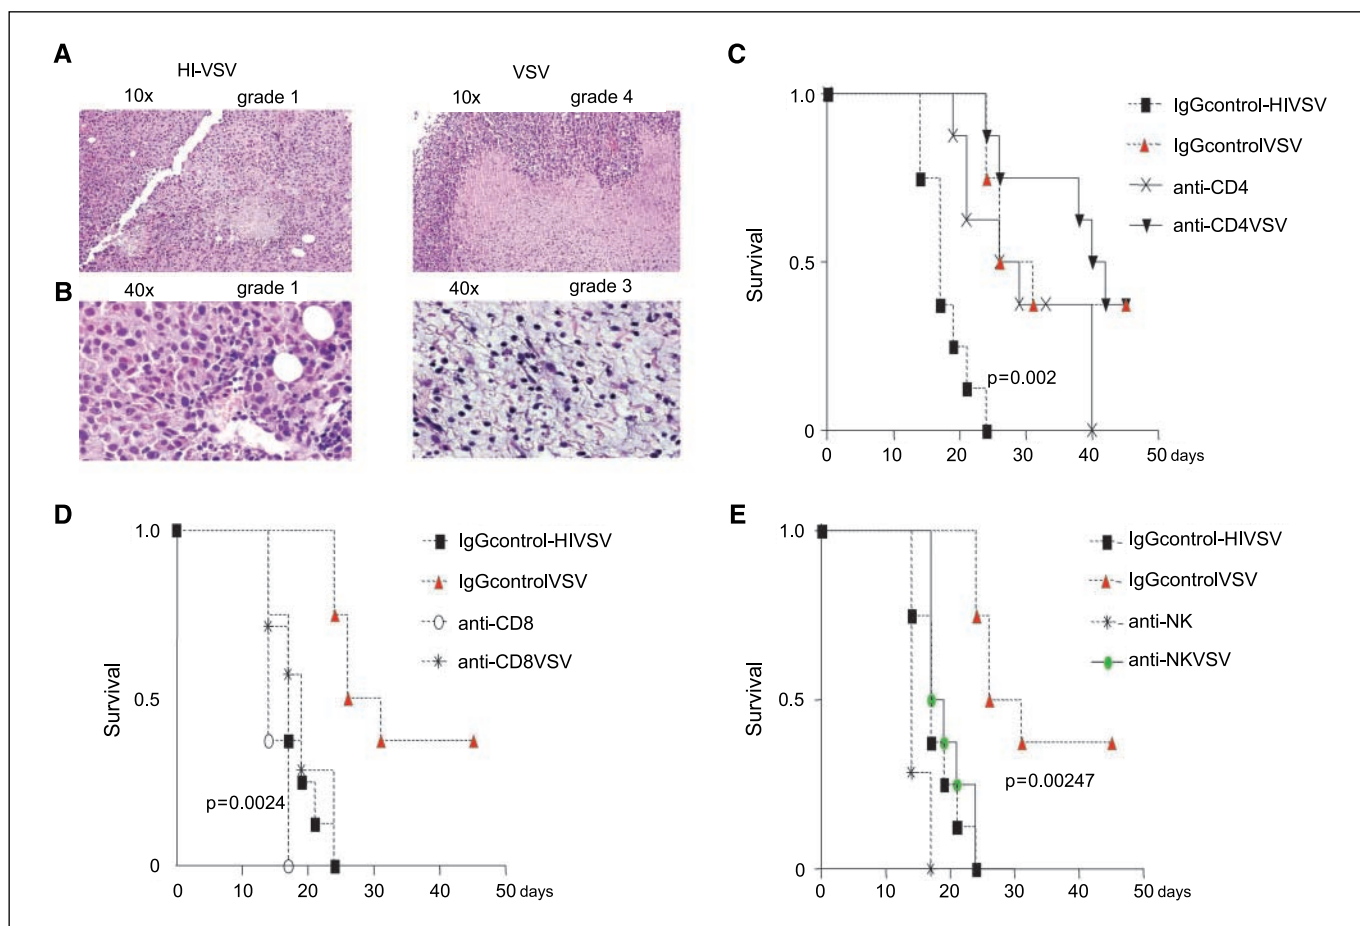 A
HI-VSV
VSV
10x
grade 1
10x
grade 4
B
40x
grade 1
40x
grade 3
C
1.0
0.5
0
Survival
0 10 20 30 40 50 days
p=0.002
IgGcontrol-HIVSV
IgGcontrolVSV
anti-CD4
anti-CD4VSV
D
1.0
0.5
0
Survival
0 10 20 30 40 50 days
p=0.0024
IgGcontrol-HIVSV
IgGcontrolVSV
anti-CD8
anti-CD8VSV
E
1.0
0.5
0
Survival
0 10 20 30 40 50 days
p=0.00247
IgGcontrol-HIVSV
IgGcontrolVSV
anti-NK
anti-NKVSV